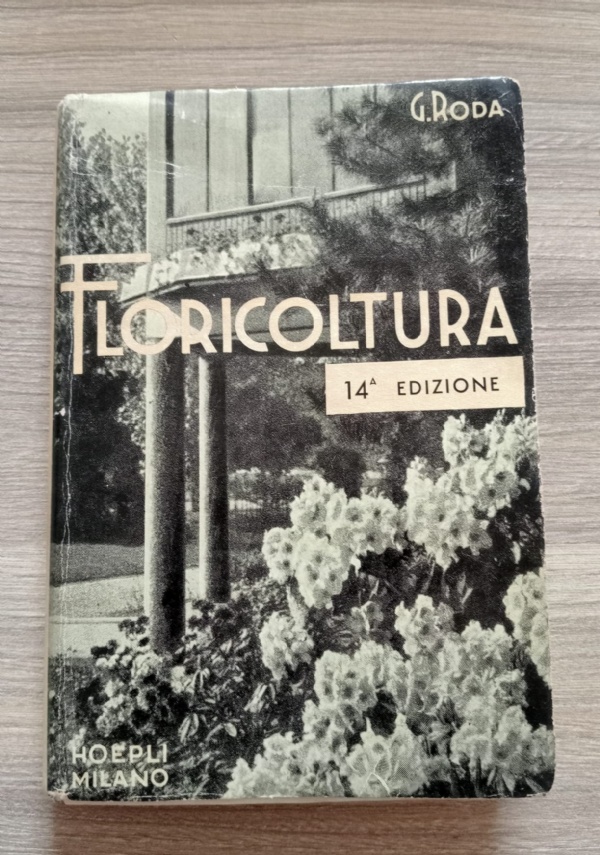 G. RODA
FLORICOLTURA
14ᴬ EDIZIONE
HOEPLI
MILANO